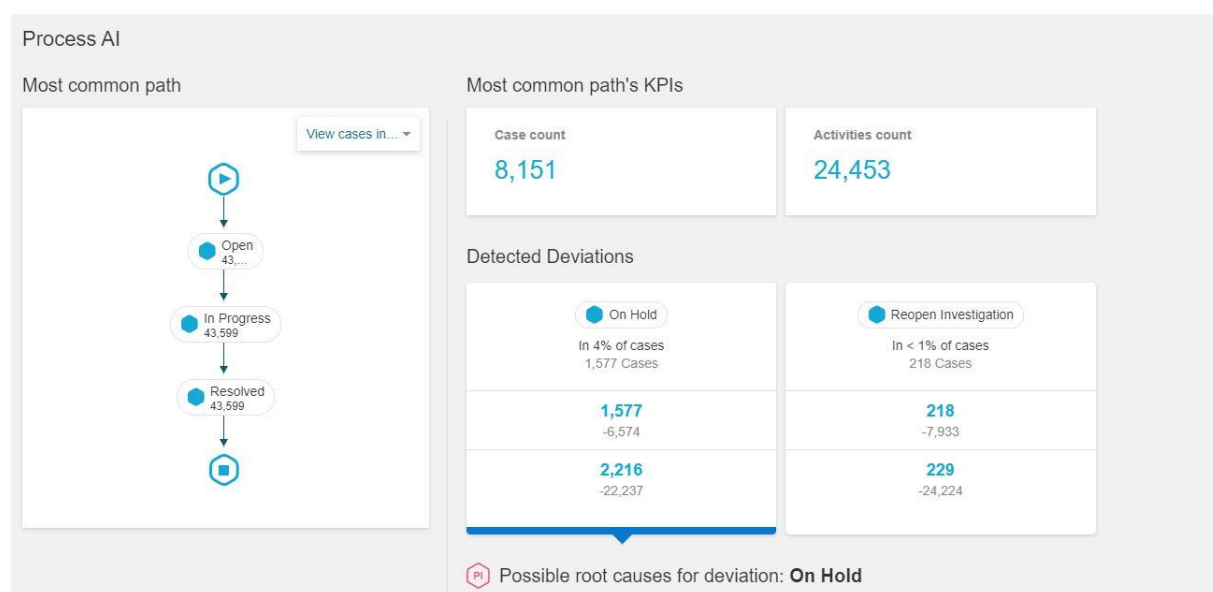 Process AI
Most common path
View cases in...
Open
43,...
In Progress
43,599
Resolved
43,599
Most common path's KPIs
Case count
8,151
Activities count
24,453
Detected Deviations
On Hold
In 4% of cases
1,577 Cases
1,577
-6,574
2,216
-22,237
Reopen Investigation
In < 1% of cases
218 Cases
218
-7,933
229
-24,224
PI
Possible root causes for deviation: On Hold